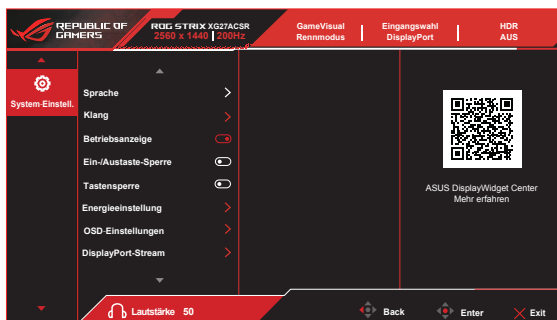 REPUBLIC OF
GAMERS
ROG STRIX XG27ACSR
2560 x 1440 200Hz
GameVisual
Rennmodus
Eingangswahl
DisplayPort
HDR
AUS
System-Einstell.
Sprache
Klang
Betriebsanzeige
Ein-/Austaste-Sperre
Tastensperre
Energieeinstellung
OSD-Einstellungen
DisplayPort-Stream
ASUS DisplayWidget Center
Mehr erfahren
Lautstärke 50
Back
Enter
Exit